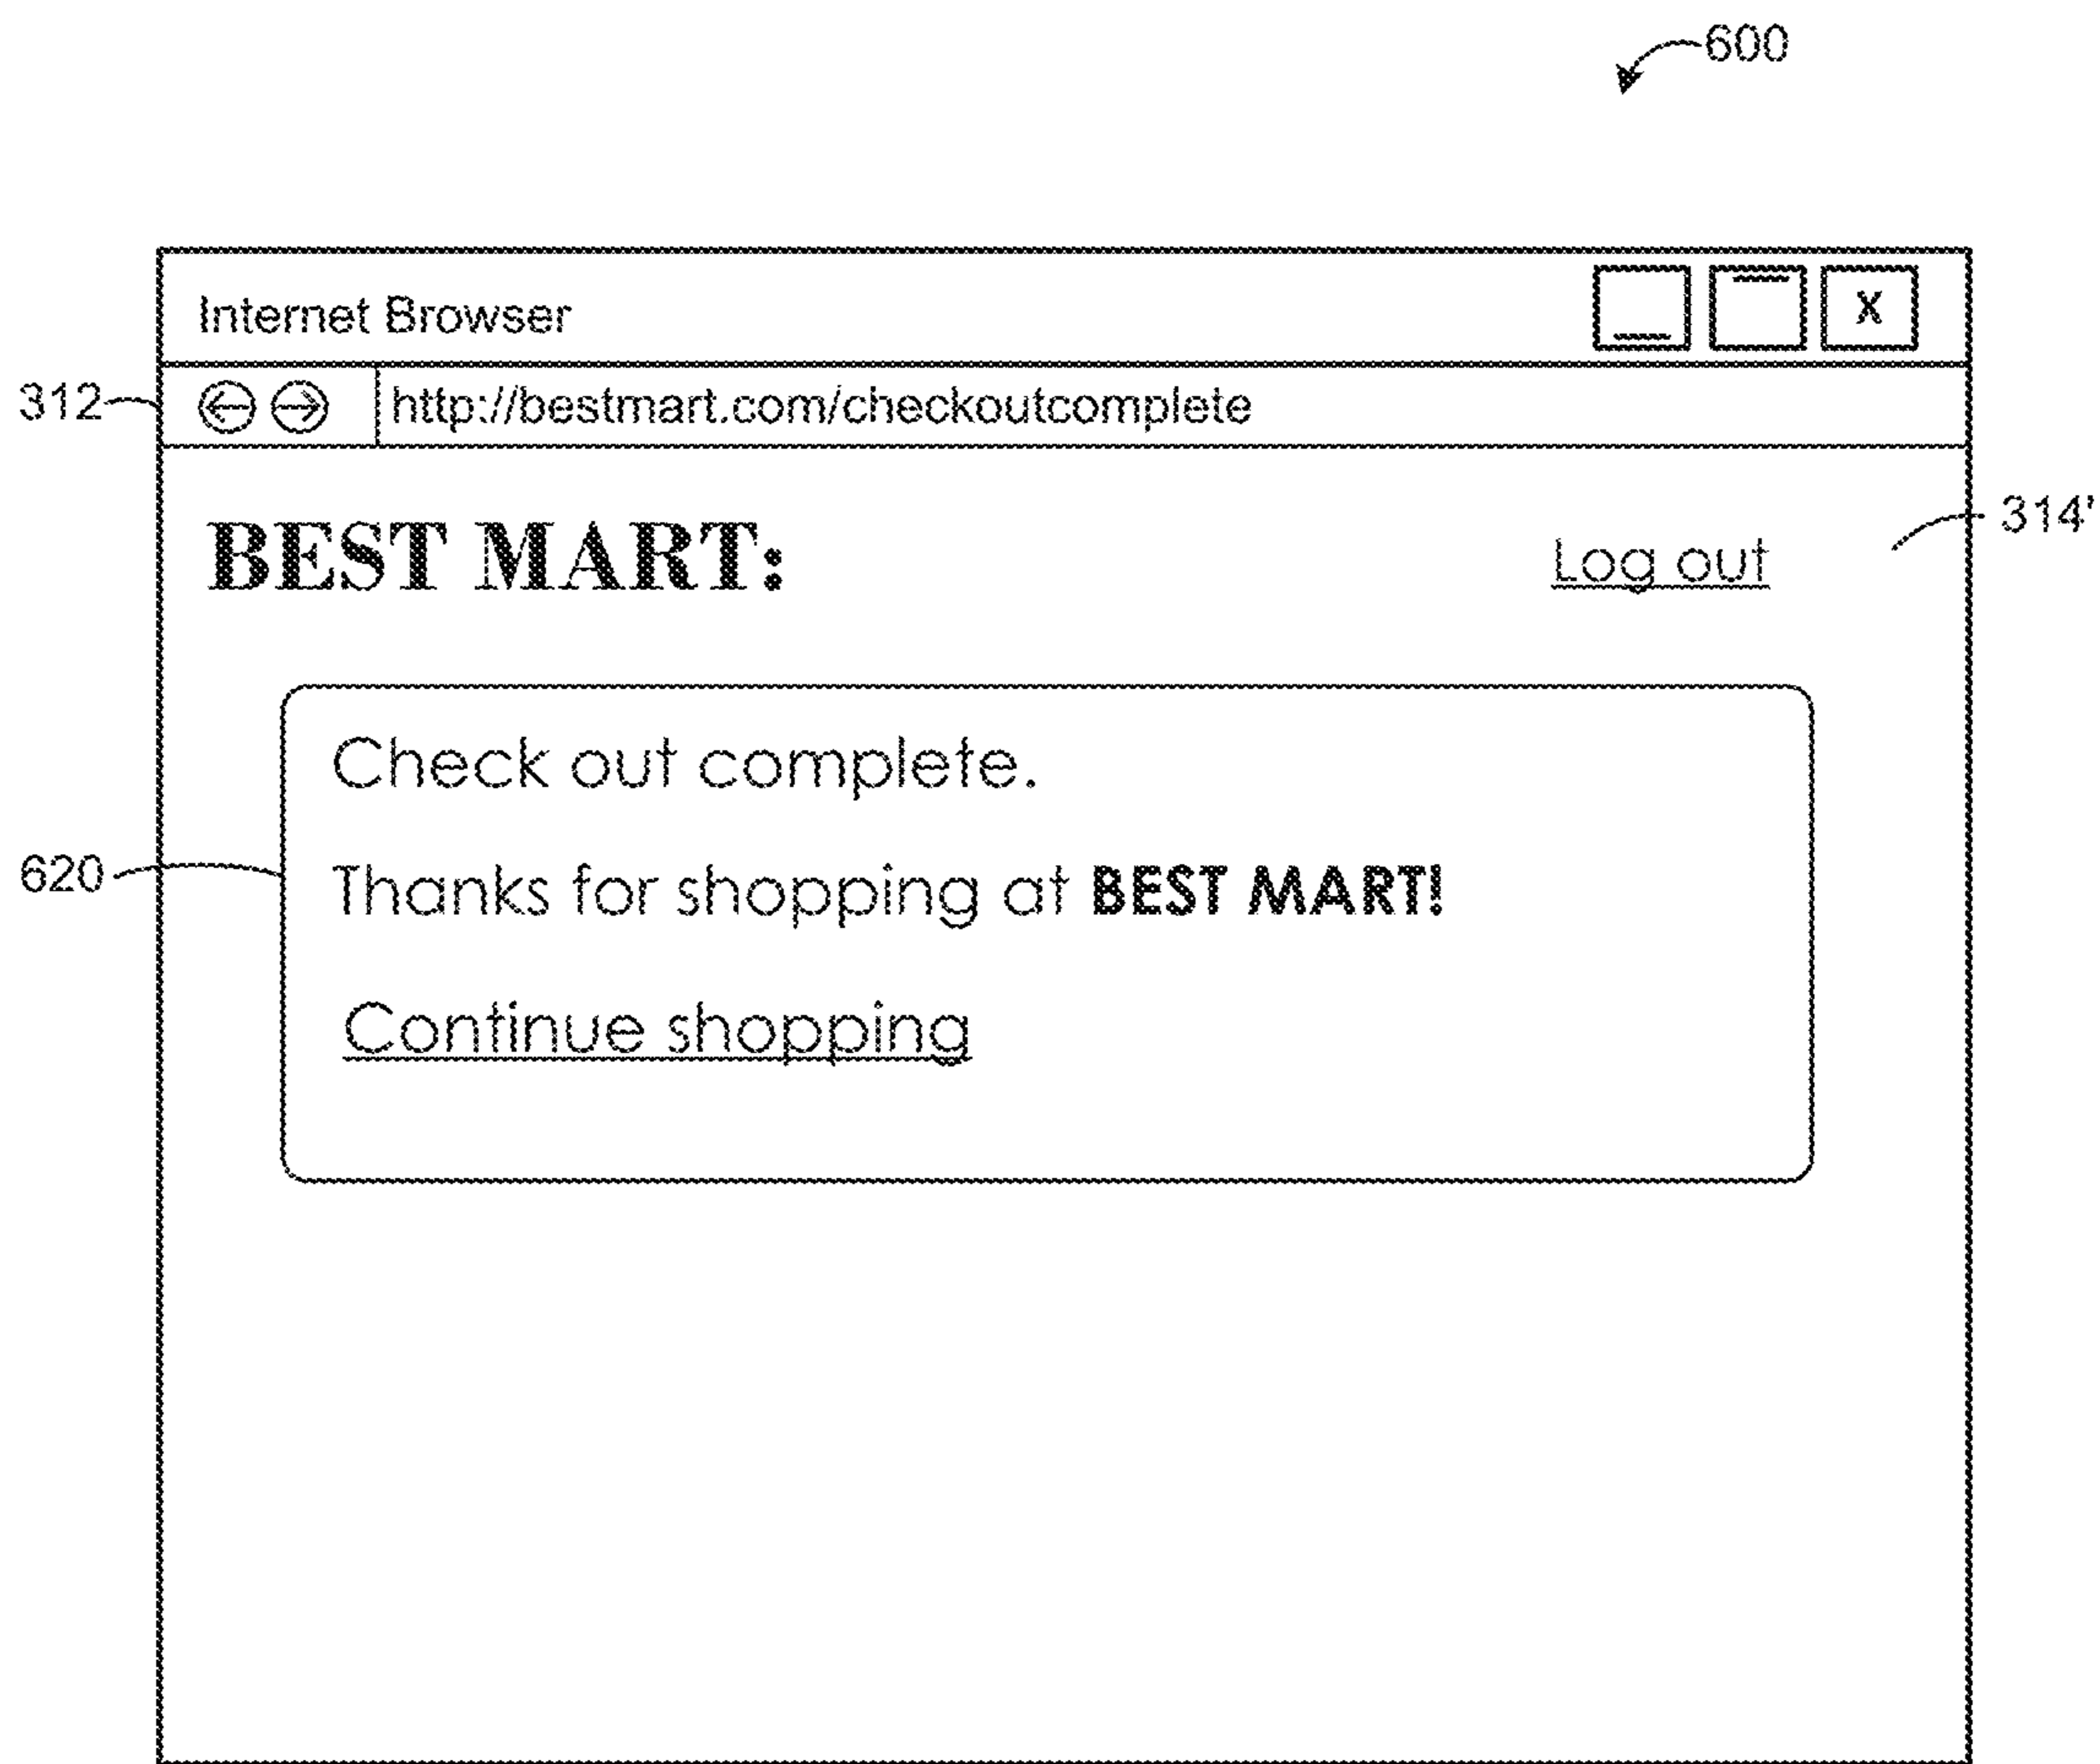 600
Internet Browser
X
312
http://bestmart.com/checkoutcomplete
BEST MART:
Log out
314'
Check out complete.
620
Thanks for shopping at BEST MART!
Continue shopping